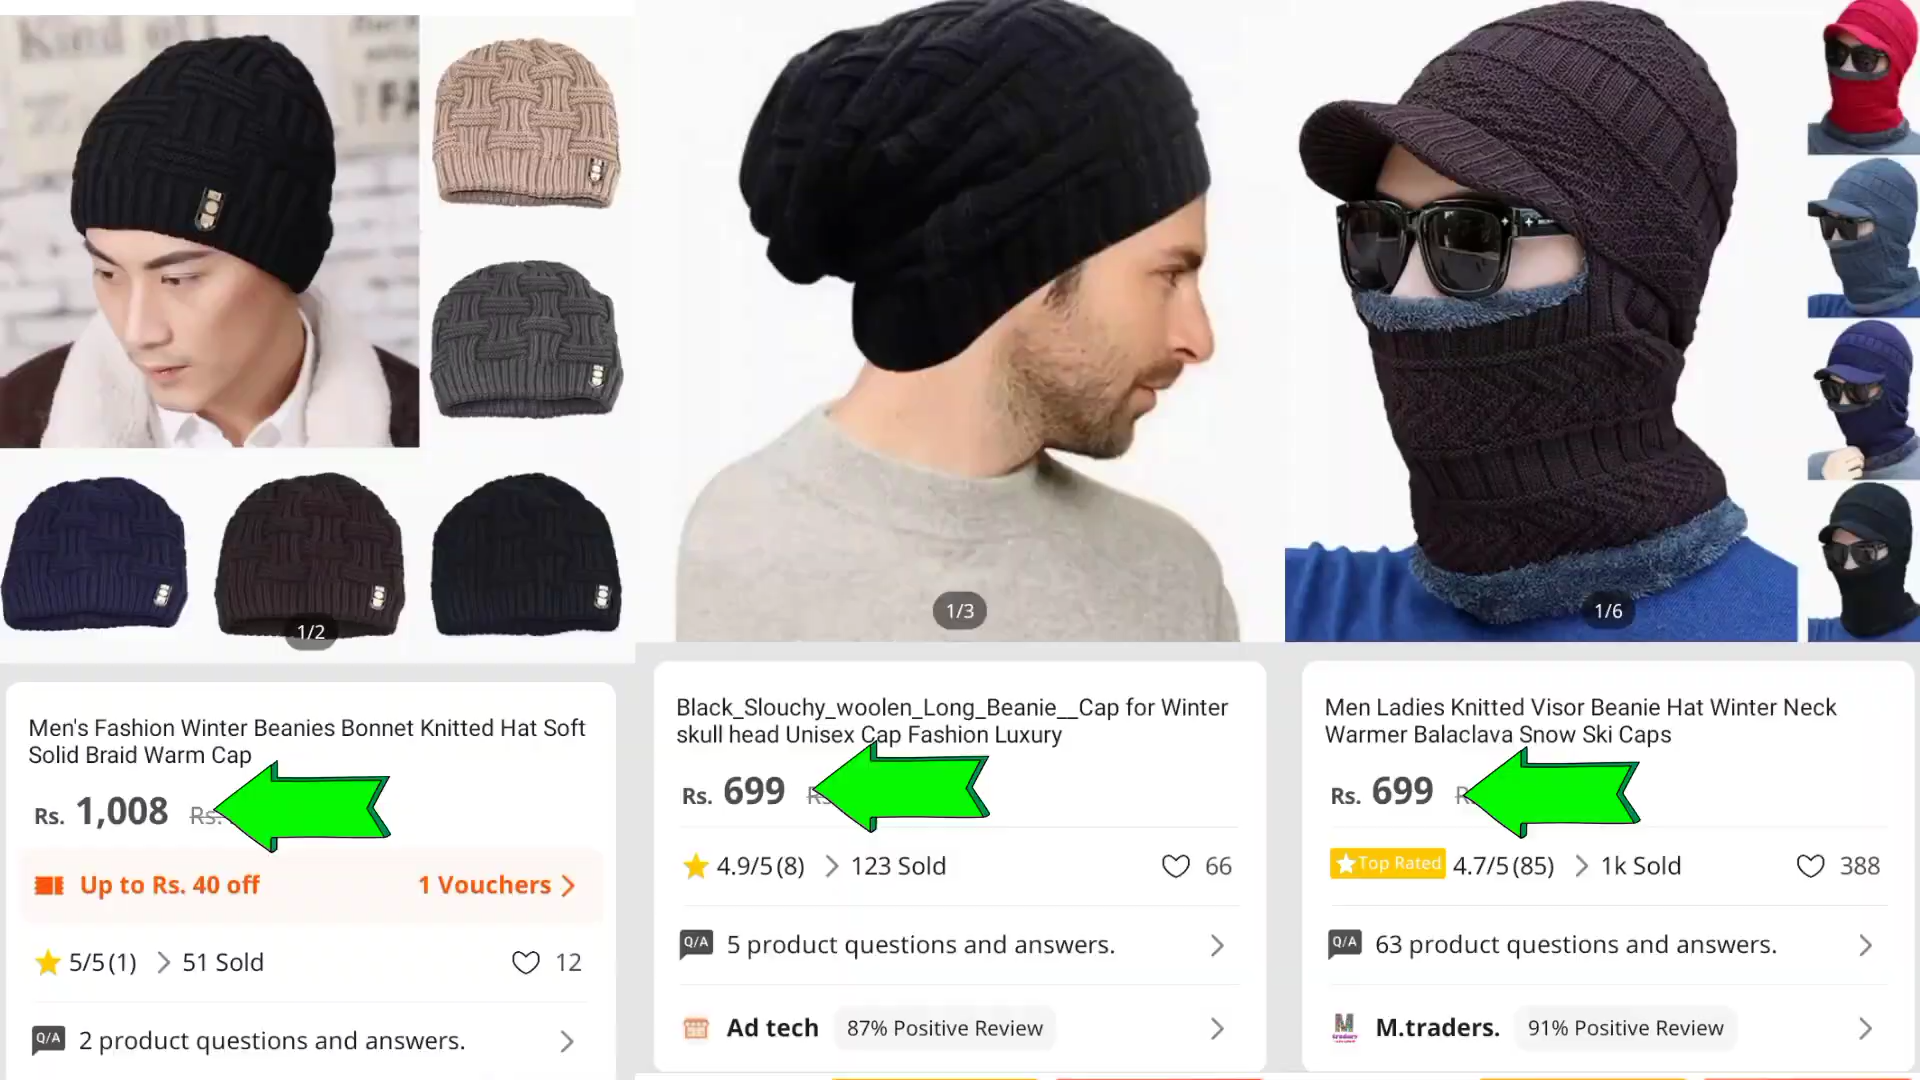 Kind of
1/2
Men's Fashion Winter Beanies Bonnet Knitted Hat Soft
Solid Braid Warm Cap
Rs. 1,008 Rs.
Up to Rs. 40 off
1 Vouchers
5/5 (1)
51 Sold
12
Q/A 2 product questions and answers.
1/3
Black_Slouchy_woolen_Long_Beanie__Cap for Winter
skull head Unisex Cap Fashion Luxury
Rs. 699
4.9/5 (8)
123 Sold
66
Q/A 5 product questions and answers.
Ad tech 87% Positive Review
1/6
Men Ladies Knitted Visor Beanie Hat Winter Neck
Warmer Balaclava Snow Ski Caps
Rs. 699
Top Rated 4.7/5 (85)
1k Sold
388
Q/A 63 product questions and answers.
M.traders. 91% Positive Review